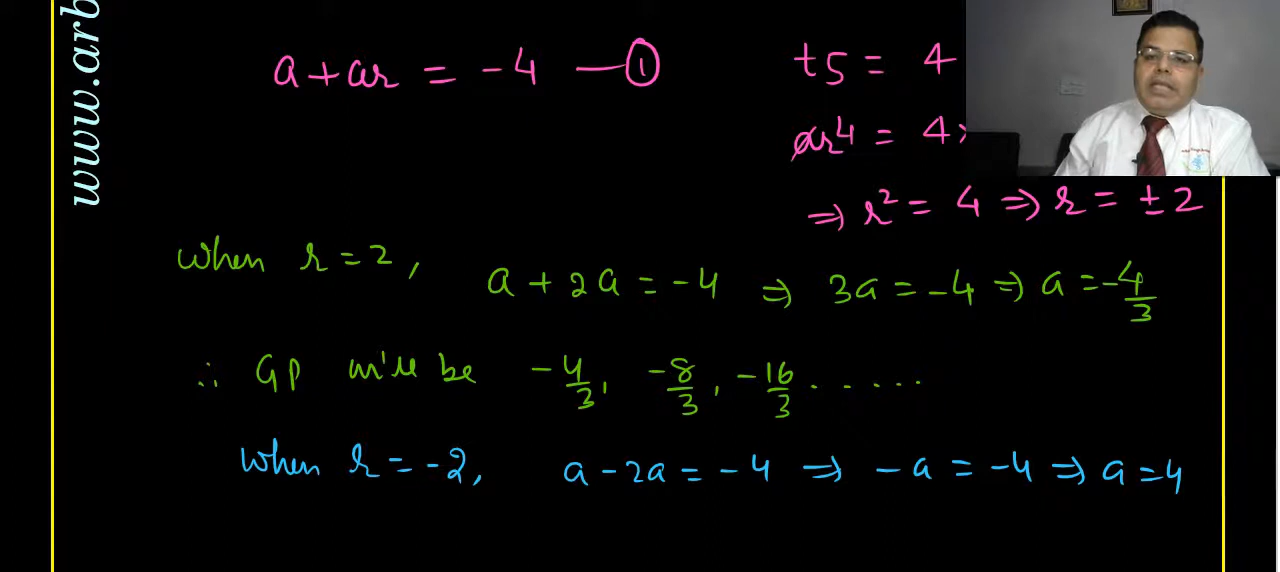 www.arb
a + ar = -4 — ①
t5 = 4
ar⁴ = 4×
⇒ r² = 4 ⇒ r = ± 2
When r = 2, a + 2a = -4 ⇒ 3a = -4 ⇒ a = -4/3
∴ GP will be -4/3, -8/3, -16/3 . . . . . .
When r = -2, a - 2a = -4 ⇒ -a = -4 ⇒ a = 4